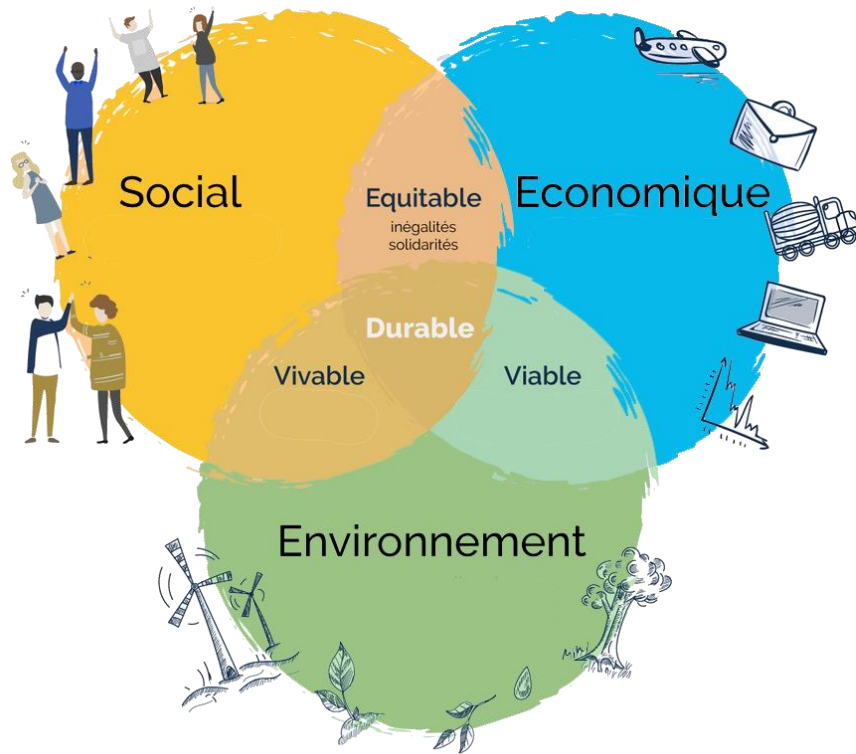 Social
Economique
Equitable
inégalités
solidarités
Durable
Vivable
Viable
Environnement